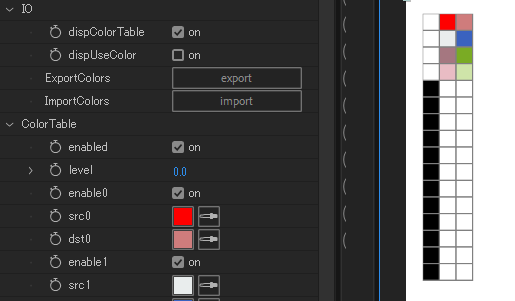 IO
dispColorTable on
dispUseColor on
ExportColors export
ImportColors import
ColorTable
enabled on
level 0.0
enable0 on
src0
dst0
enable1 on
src1